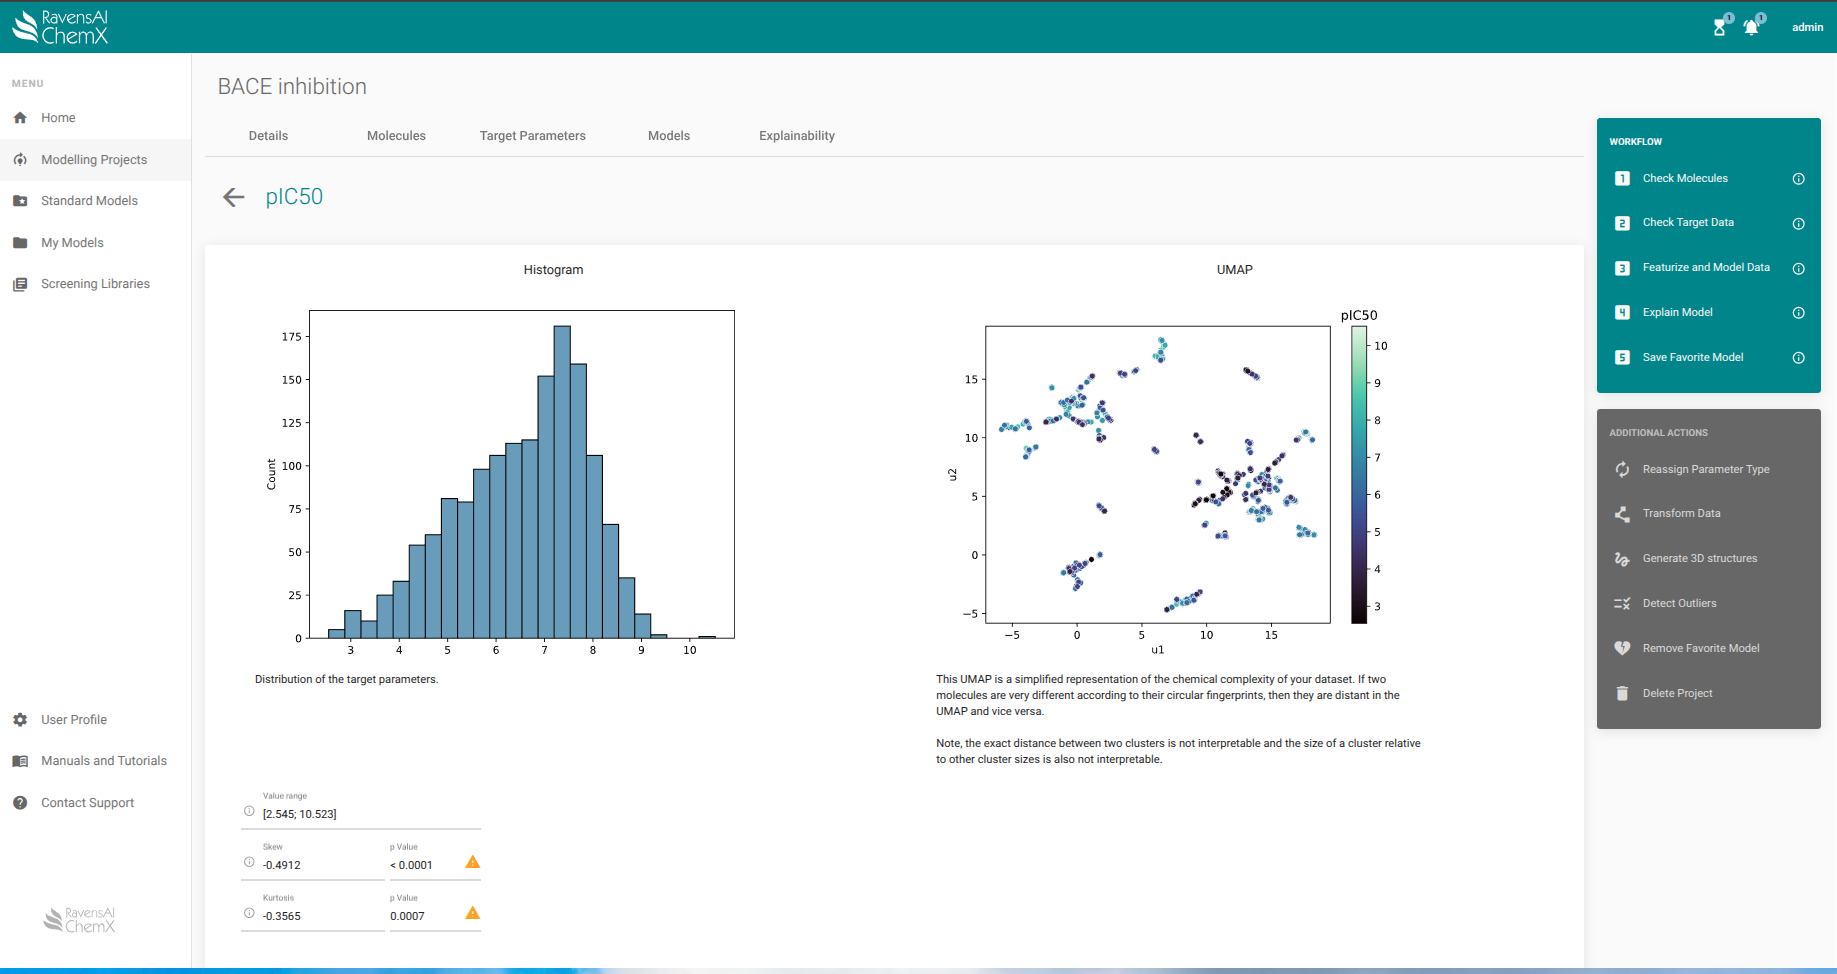 RavensAI
ChemX
1
1
admin
MENU
Home
Modelling Projects
Standard Models
My Models
Screening Libraries
User Profile
Manuals and Tutorials
Contact Support
RavensAI
ChemX
BACE inhibition
Details Molecules Target Parameters Models Explainability
pIC50
Histogram
Count
175
150
125
100
75
50
25
0
3 4 5 6 7 8 9 10
Distribution of the target parameters.
UMAP
pIC50
u2
15
10
5
0
−5
−5 0 5 10 15
u1
10
9
8
7
6
5
4
3
This UMAP is a simplified representation of the chemical complexity of your dataset. If two
molecules are very different according to their circular fingerprints, then they are distant in the
UMAP and vice versa.
Note, the exact distance between two clusters is not interpretable and the size of a cluster relative
to other cluster sizes is also not interpretable.
Value range
[2.545; 10.523]
Skew p Value
-0.4912 < 0.0001
Kurtosis p Value
-0.3565 0.0007
WORKFLOW
1 Check Molecules
2 Check Target Data
3 Featurize and Model Data
4 Explain Model
5 Save Favorite Model
ADDITIONAL ACTIONS
Reassign Parameter Type
Transform Data
Generate 3D structures
Detect Outliers
Remove Favorite Model
Delete Project